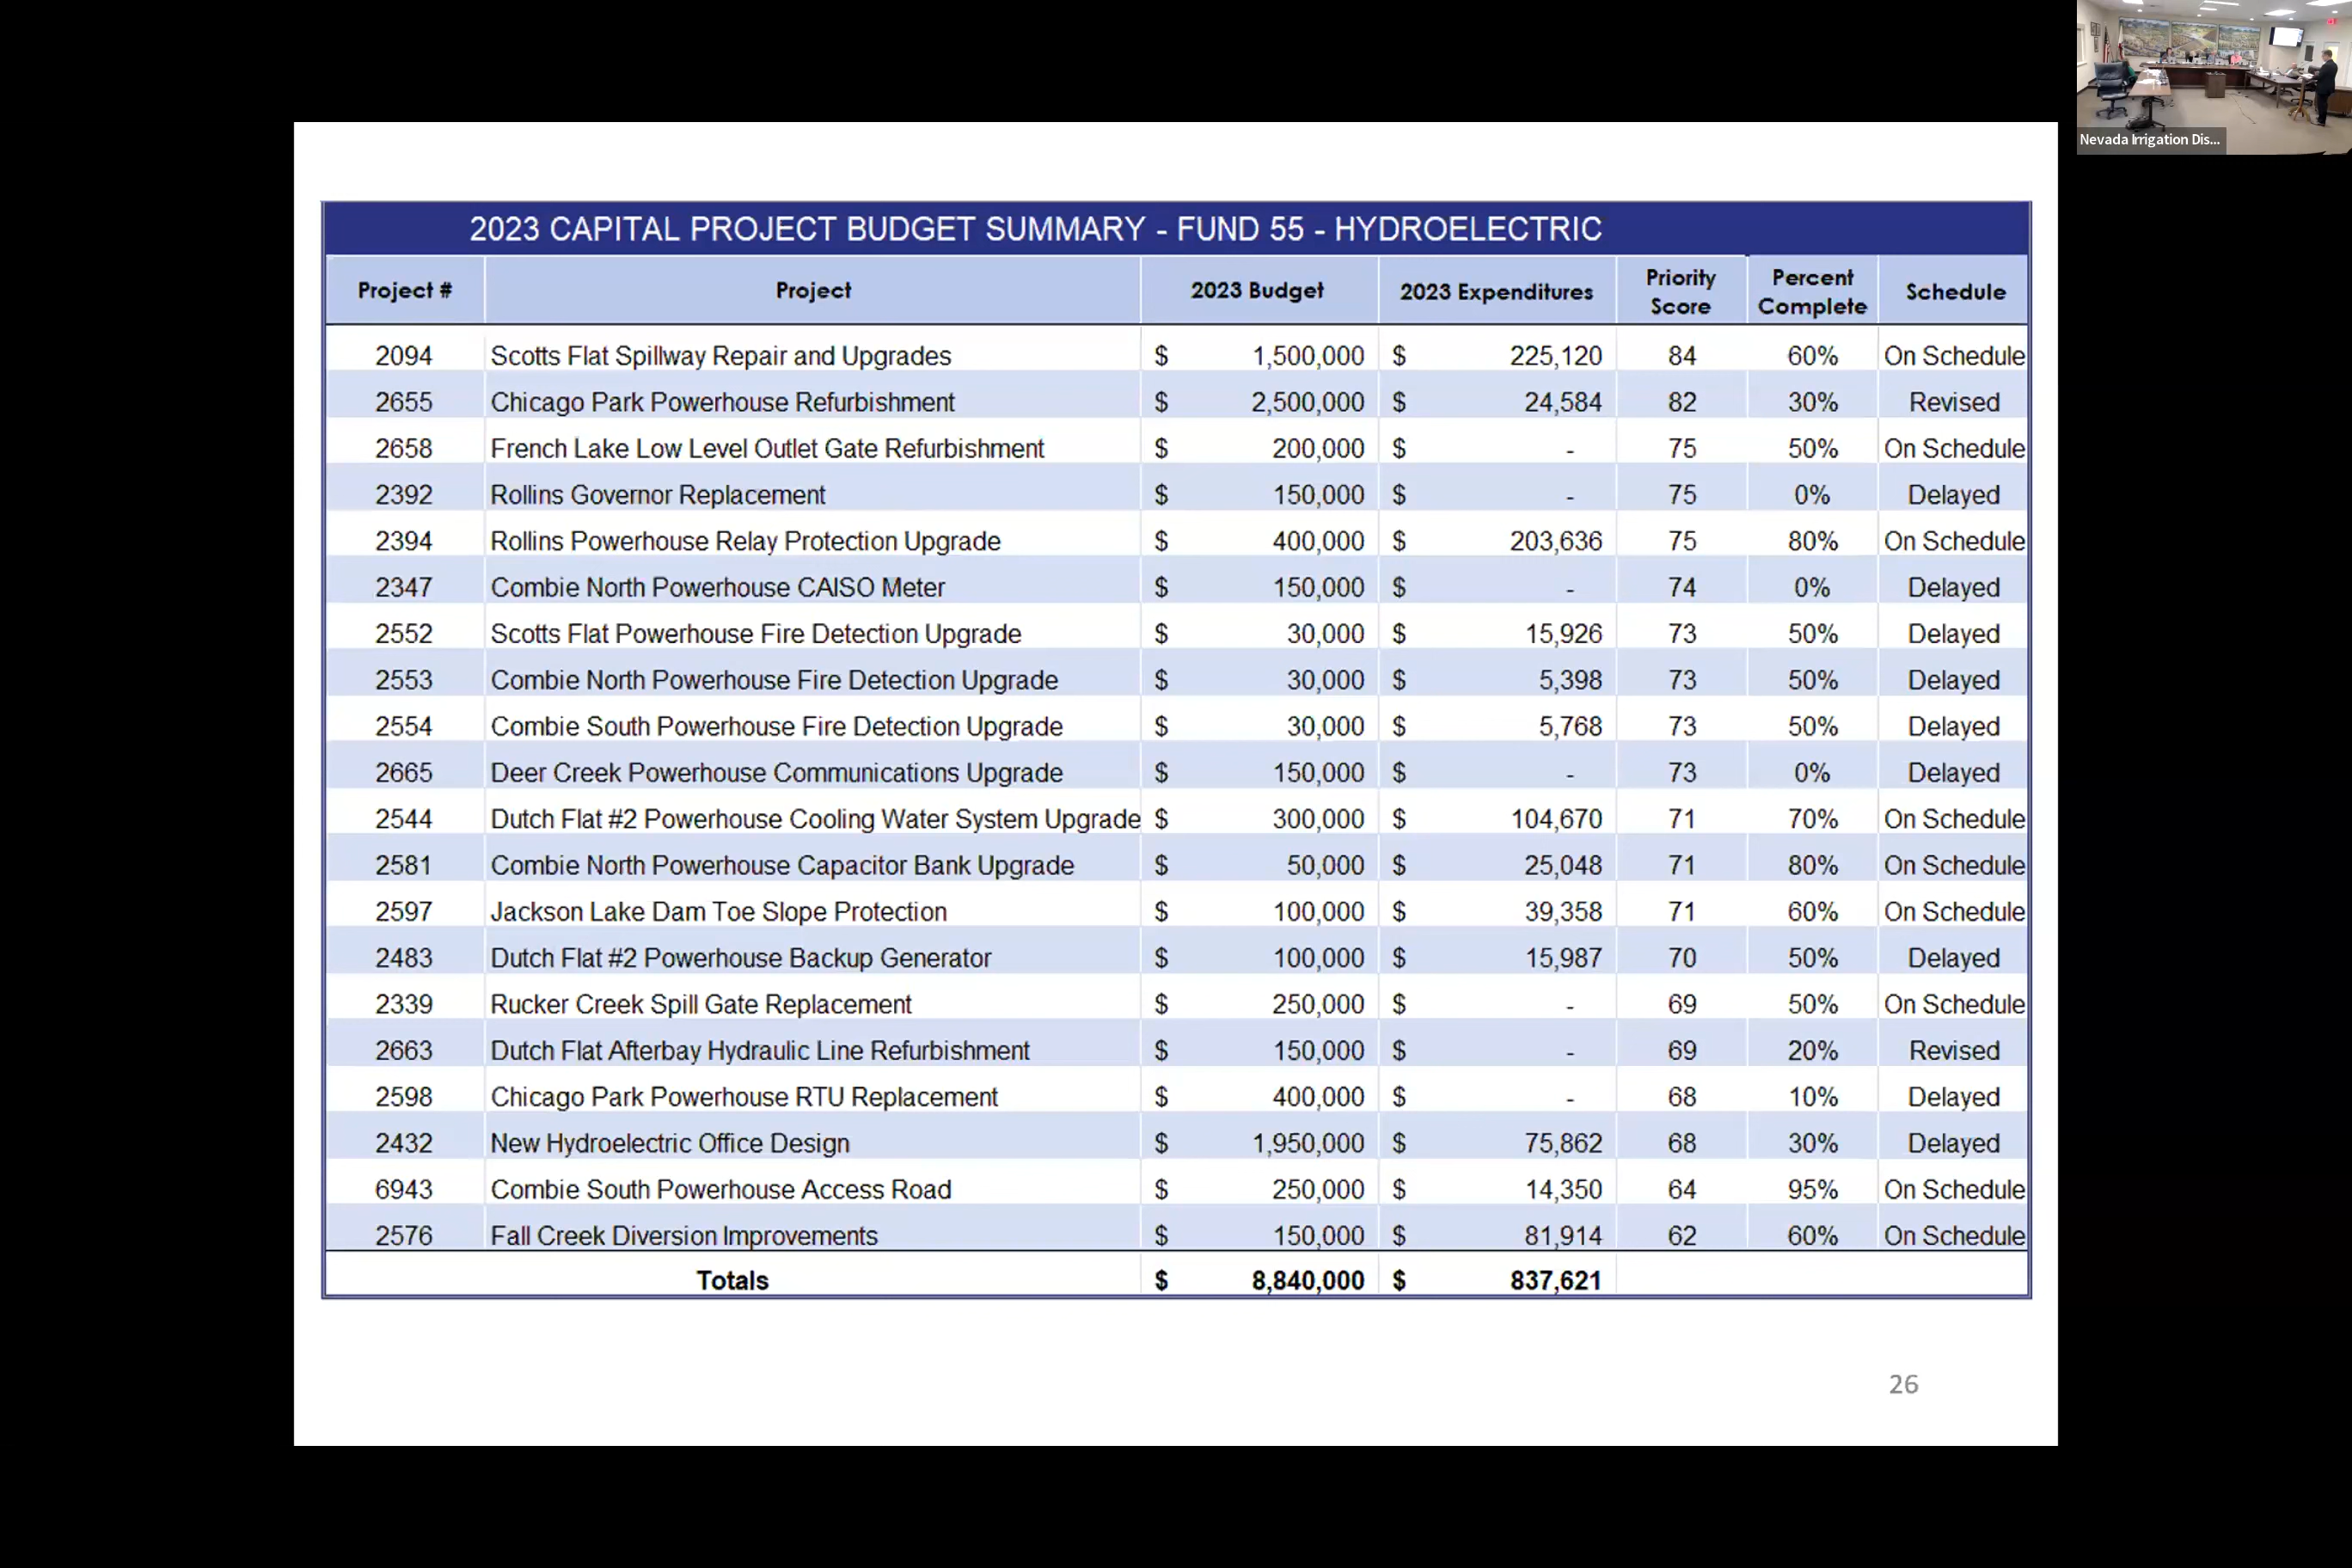 Nevada Irrigation Dis...
2023 CAPITAL PROJECT BUDGET SUMMARY - FUND 55 - HYDROELECTRIC
Project # Project 2023 Budget 2023 Expenditures Priority Score Percent Complete Schedule
2094 Scotts Flat Spillway Repair and Upgrades $ 1,500,000 $ 225,120 84 60% On Schedule
2655 Chicago Park Powerhouse Refurbishment $ 2,500,000 $ 24,584 82 30% Revised
2658 French Lake Low Level Outlet Gate Refurbishment $ 200,000 $ - 75 50% On Schedule
2392 Rollins Governor Replacement $ 150,000 $ - 75 0% Delayed
2394 Rollins Powerhouse Relay Protection Upgrade $ 400,000 $ 203,636 75 80% On Schedule
2347 Combie North Powerhouse CAISO Meter $ 150,000 $ - 74 0% Delayed
2552 Scotts Flat Powerhouse Fire Detection Upgrade $ 30,000 $ 15,926 73 50% Delayed
2553 Combie North Powerhouse Fire Detection Upgrade $ 30,000 $ 5,398 73 50% Delayed
2554 Combie South Powerhouse Fire Detection Upgrade $ 30,000 $ 5,768 73 50% Delayed
2665 Deer Creek Powerhouse Communications Upgrade $ 150,000 $ - 73 0% Delayed
2544 Dutch Flat #2 Powerhouse Cooling Water System Upgrade $ 300,000 $ 104,670 71 70% On Schedule
2581 Combie North Powerhouse Capacitor Bank Upgrade $ 50,000 $ 25,048 71 80% On Schedule
2597 Jackson Lake Dam Toe Slope Protection $ 100,000 $ 39,358 71 60% On Schedule
2483 Dutch Flat #2 Powerhouse Backup Generator $ 100,000 $ 15,987 70 50% Delayed
2339 Rucker Creek Spill Gate Replacement $ 250,000 $ - 69 50% On Schedule
2663 Dutch Flat Afterbay Hydraulic Line Refurbishment $ 150,000 $ - 69 20% Revised
2598 Chicago Park Powerhouse RTU Replacement $ 400,000 $ - 68 10% Delayed
2432 New Hydroelectric Office Design $ 1,950,000 $ 75,862 68 30% Delayed
6943 Combie South Powerhouse Access Road $ 250,000 $ 14,350 64 95% On Schedule
2576 Fall Creek Diversion Improvements $ 150,000 $ 81,914 62 60% On Schedule
Totals $ 8,840,000 $ 837,621
26